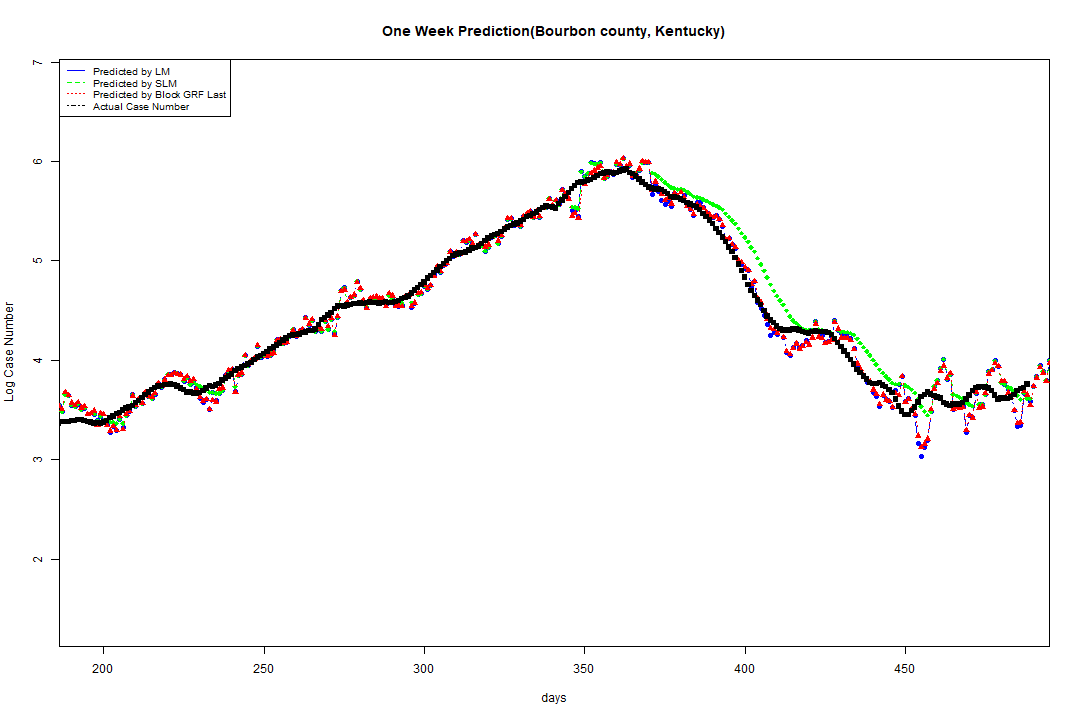 One Week Prediction(Bourbon county, Kentucky)
Predicted by LM
Predicted by SLM
Predicted by Block GRF Last
Actual Case Number
7
6
5
4
3
2
Log Case Number
200 250 300 350 400 450
days